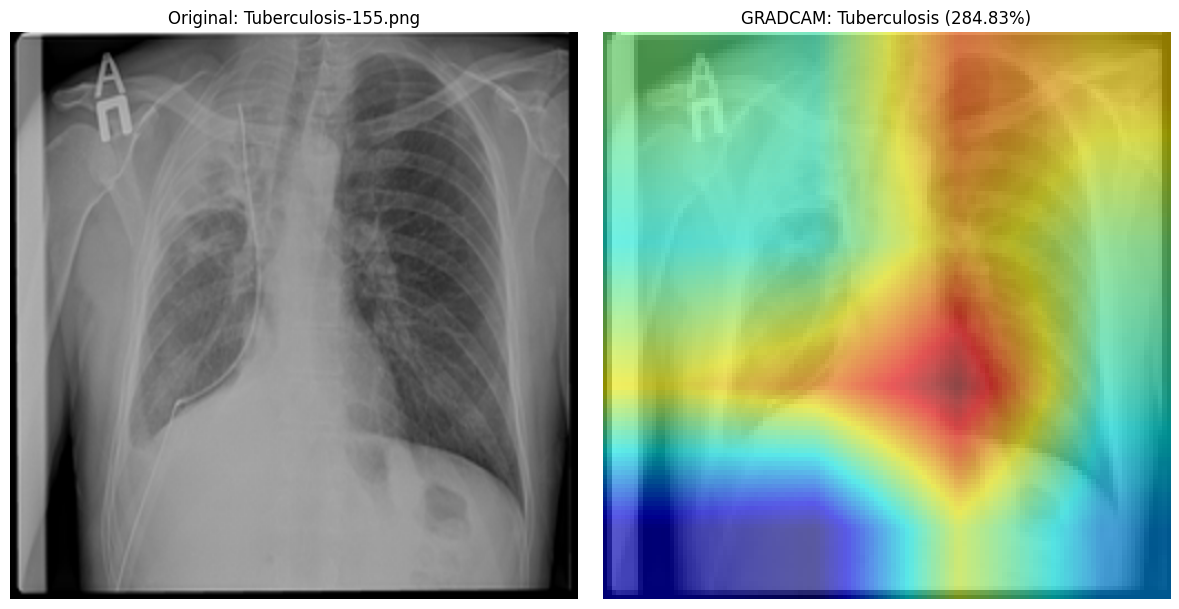 Original: Tuberculosis-155.png
GRADCAM: Tuberculosis (284.83%)
А
П
А
П